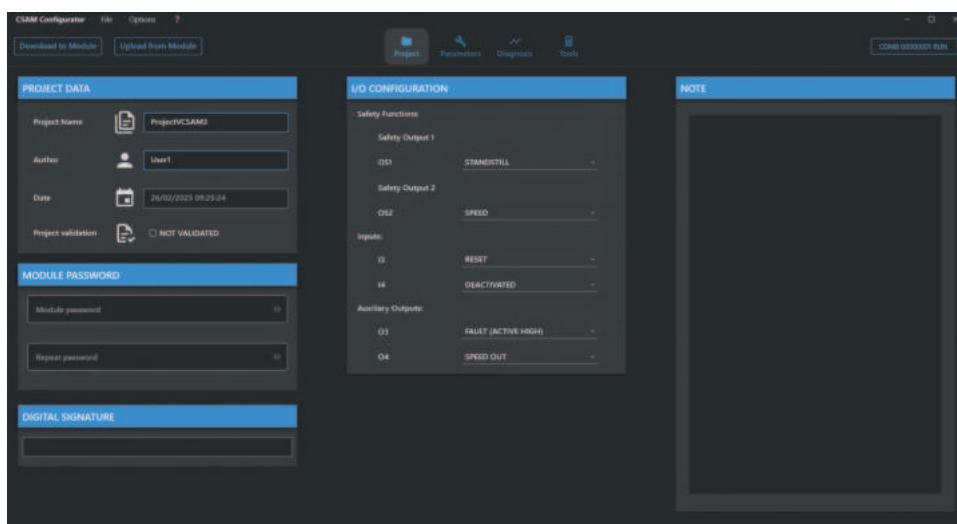 CSAM Configurator File Options ?
Download to Module Upload from Module
Project Parameters Diagnosis Tools
COM8 00000001 RUN
PROJECT DATA
Project Name ProjectVCSAM3
Author User1
Date 26/02/2025 09:25:24
Project validation NOT VALIDATED
MODULE PASSWORD
Module password
Repeat password
DIGITAL SIGNATURE
I/O CONFIGURATION
Safety Functions
Safety Output 1
OS1 STANDSTILL
Safety Output 2
OS2 SPEED
Inputs:
I3 RESET
I4 DEACTIVATED
Auxiliary Outputs:
O3 FAULT (ACTIVE HIGH)
O4 SPEED OUT
NOTE